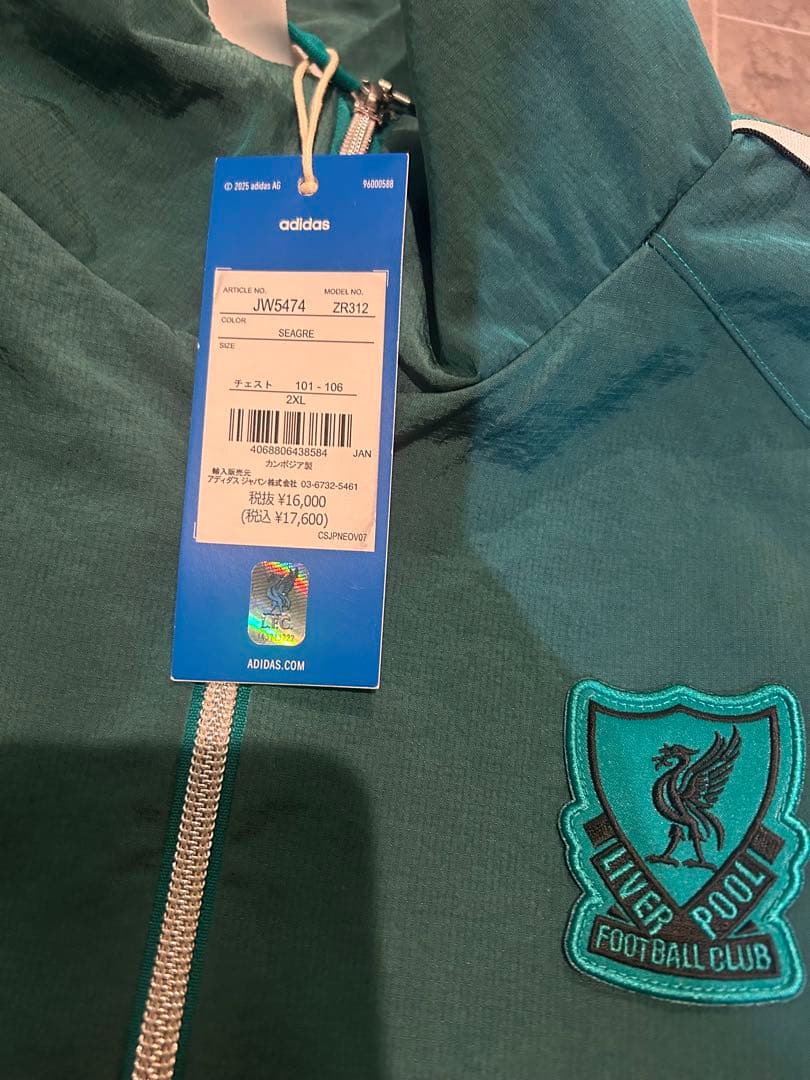 © 2025 adidas AG 96000588
adidas
ARTICLE NO. MODEL NO.
JW5474 ZR312
COLOR
SEAGRE
SIZE
チェスト 101 - 106
2XL
4068806438584 JAN
カンボジア製
輸入販売元
アディダス ジャパン株式会社 03-6732-5461
税抜 ¥16,000
(税込 ¥17,600)
CSJPNEOV07
L.F.C.
ADIDAS.COM
LIVERPOOL
FOOTBALL CLUB